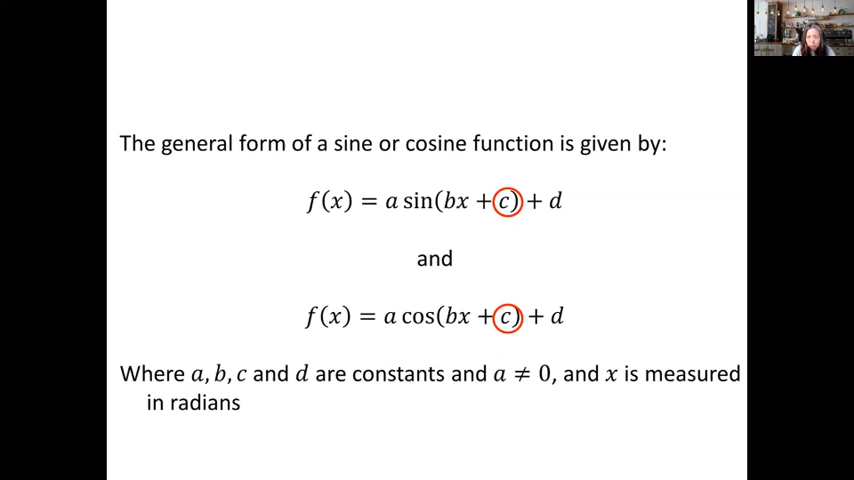 The general form of a sine or cosine function is given by:
f(x) = a sin(bx + c) + d
and
f(x) = a cos(bx + c) + d
Where a, b, c and d are constants and a ≠ 0, and x is measured
in radians